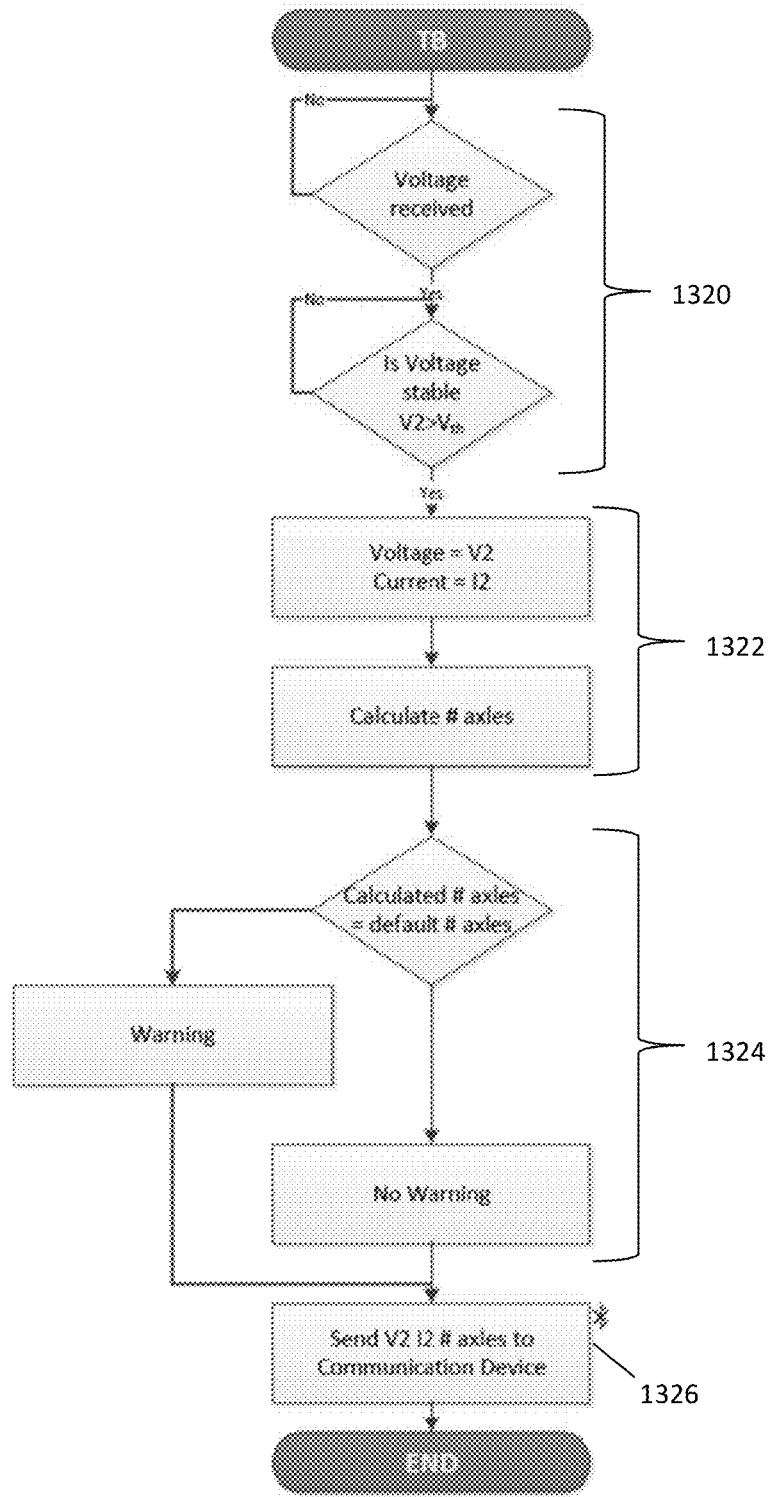 TB
No
Voltage
received
Yes
No
Is Voltage
stable
V2>Vth
1320
Yes
Voltage = V2
Current = I2
1322
Calculate # axles
Calculated # axles
= default # axles
Warning
1324
No Warning
Send V2 I2 # axles to
Communication Device
1326
END